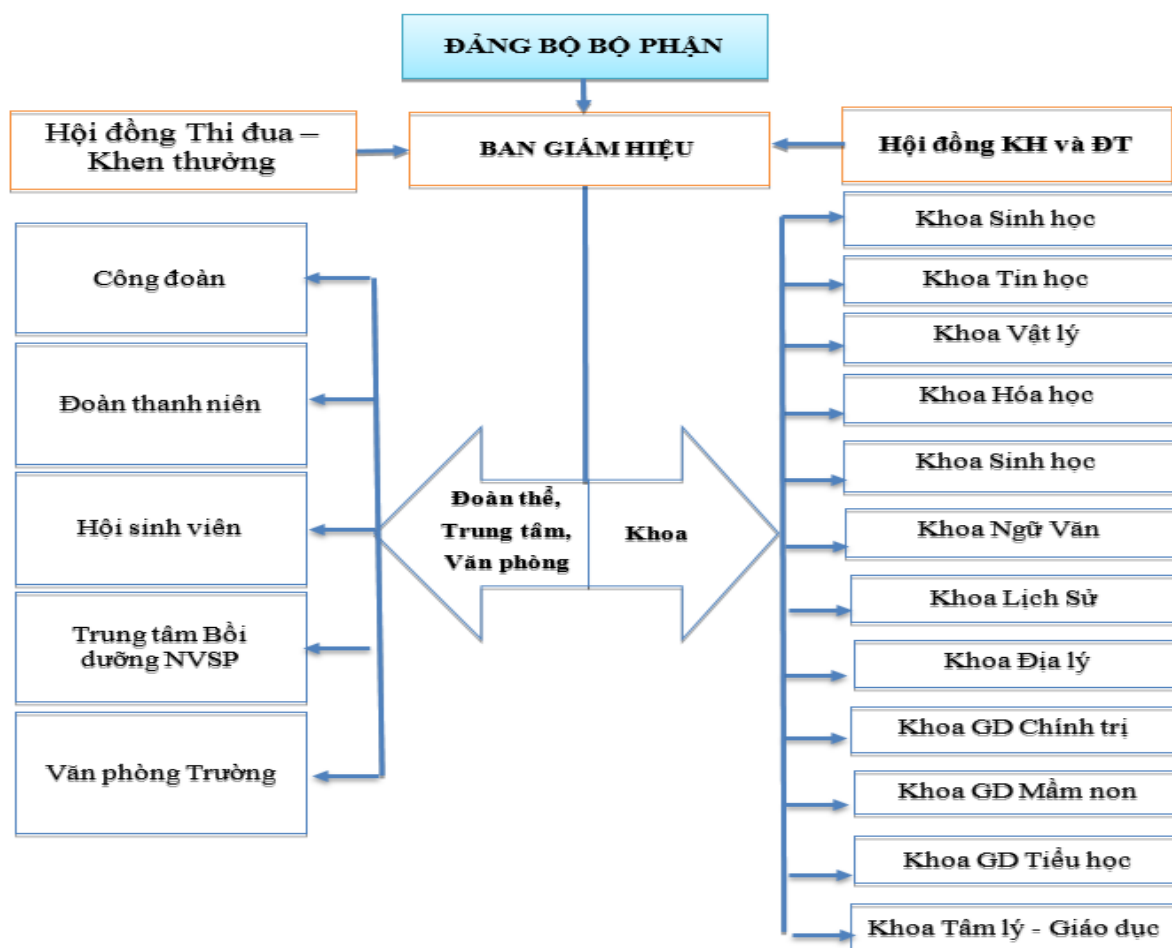 ĐẢNG BỘ BỘ PHẬN
Hội đồng Thi đua –
Khen thưởng
BAN GIÁM HIỆU
Hội đồng KH và ĐT
Công đoàn
Đoàn thanh niên
Hội sinh viên
Trung tâm Bồi
dưỡng NVSP
Văn phòng Trường
Đoàn thể,
Trung tâm,
Văn phòng
Khoa
Khoa Sinh học
Khoa Tin học
Khoa Vật lý
Khoa Hóa học
Khoa Sinh học
Khoa Ngữ Văn
Khoa Lịch Sử
Khoa Địa lý
Khoa GD Chính trị
Khoa GD Mầm non
Khoa GD Tiểu học
Khoa Tâm lý - Giáo dục